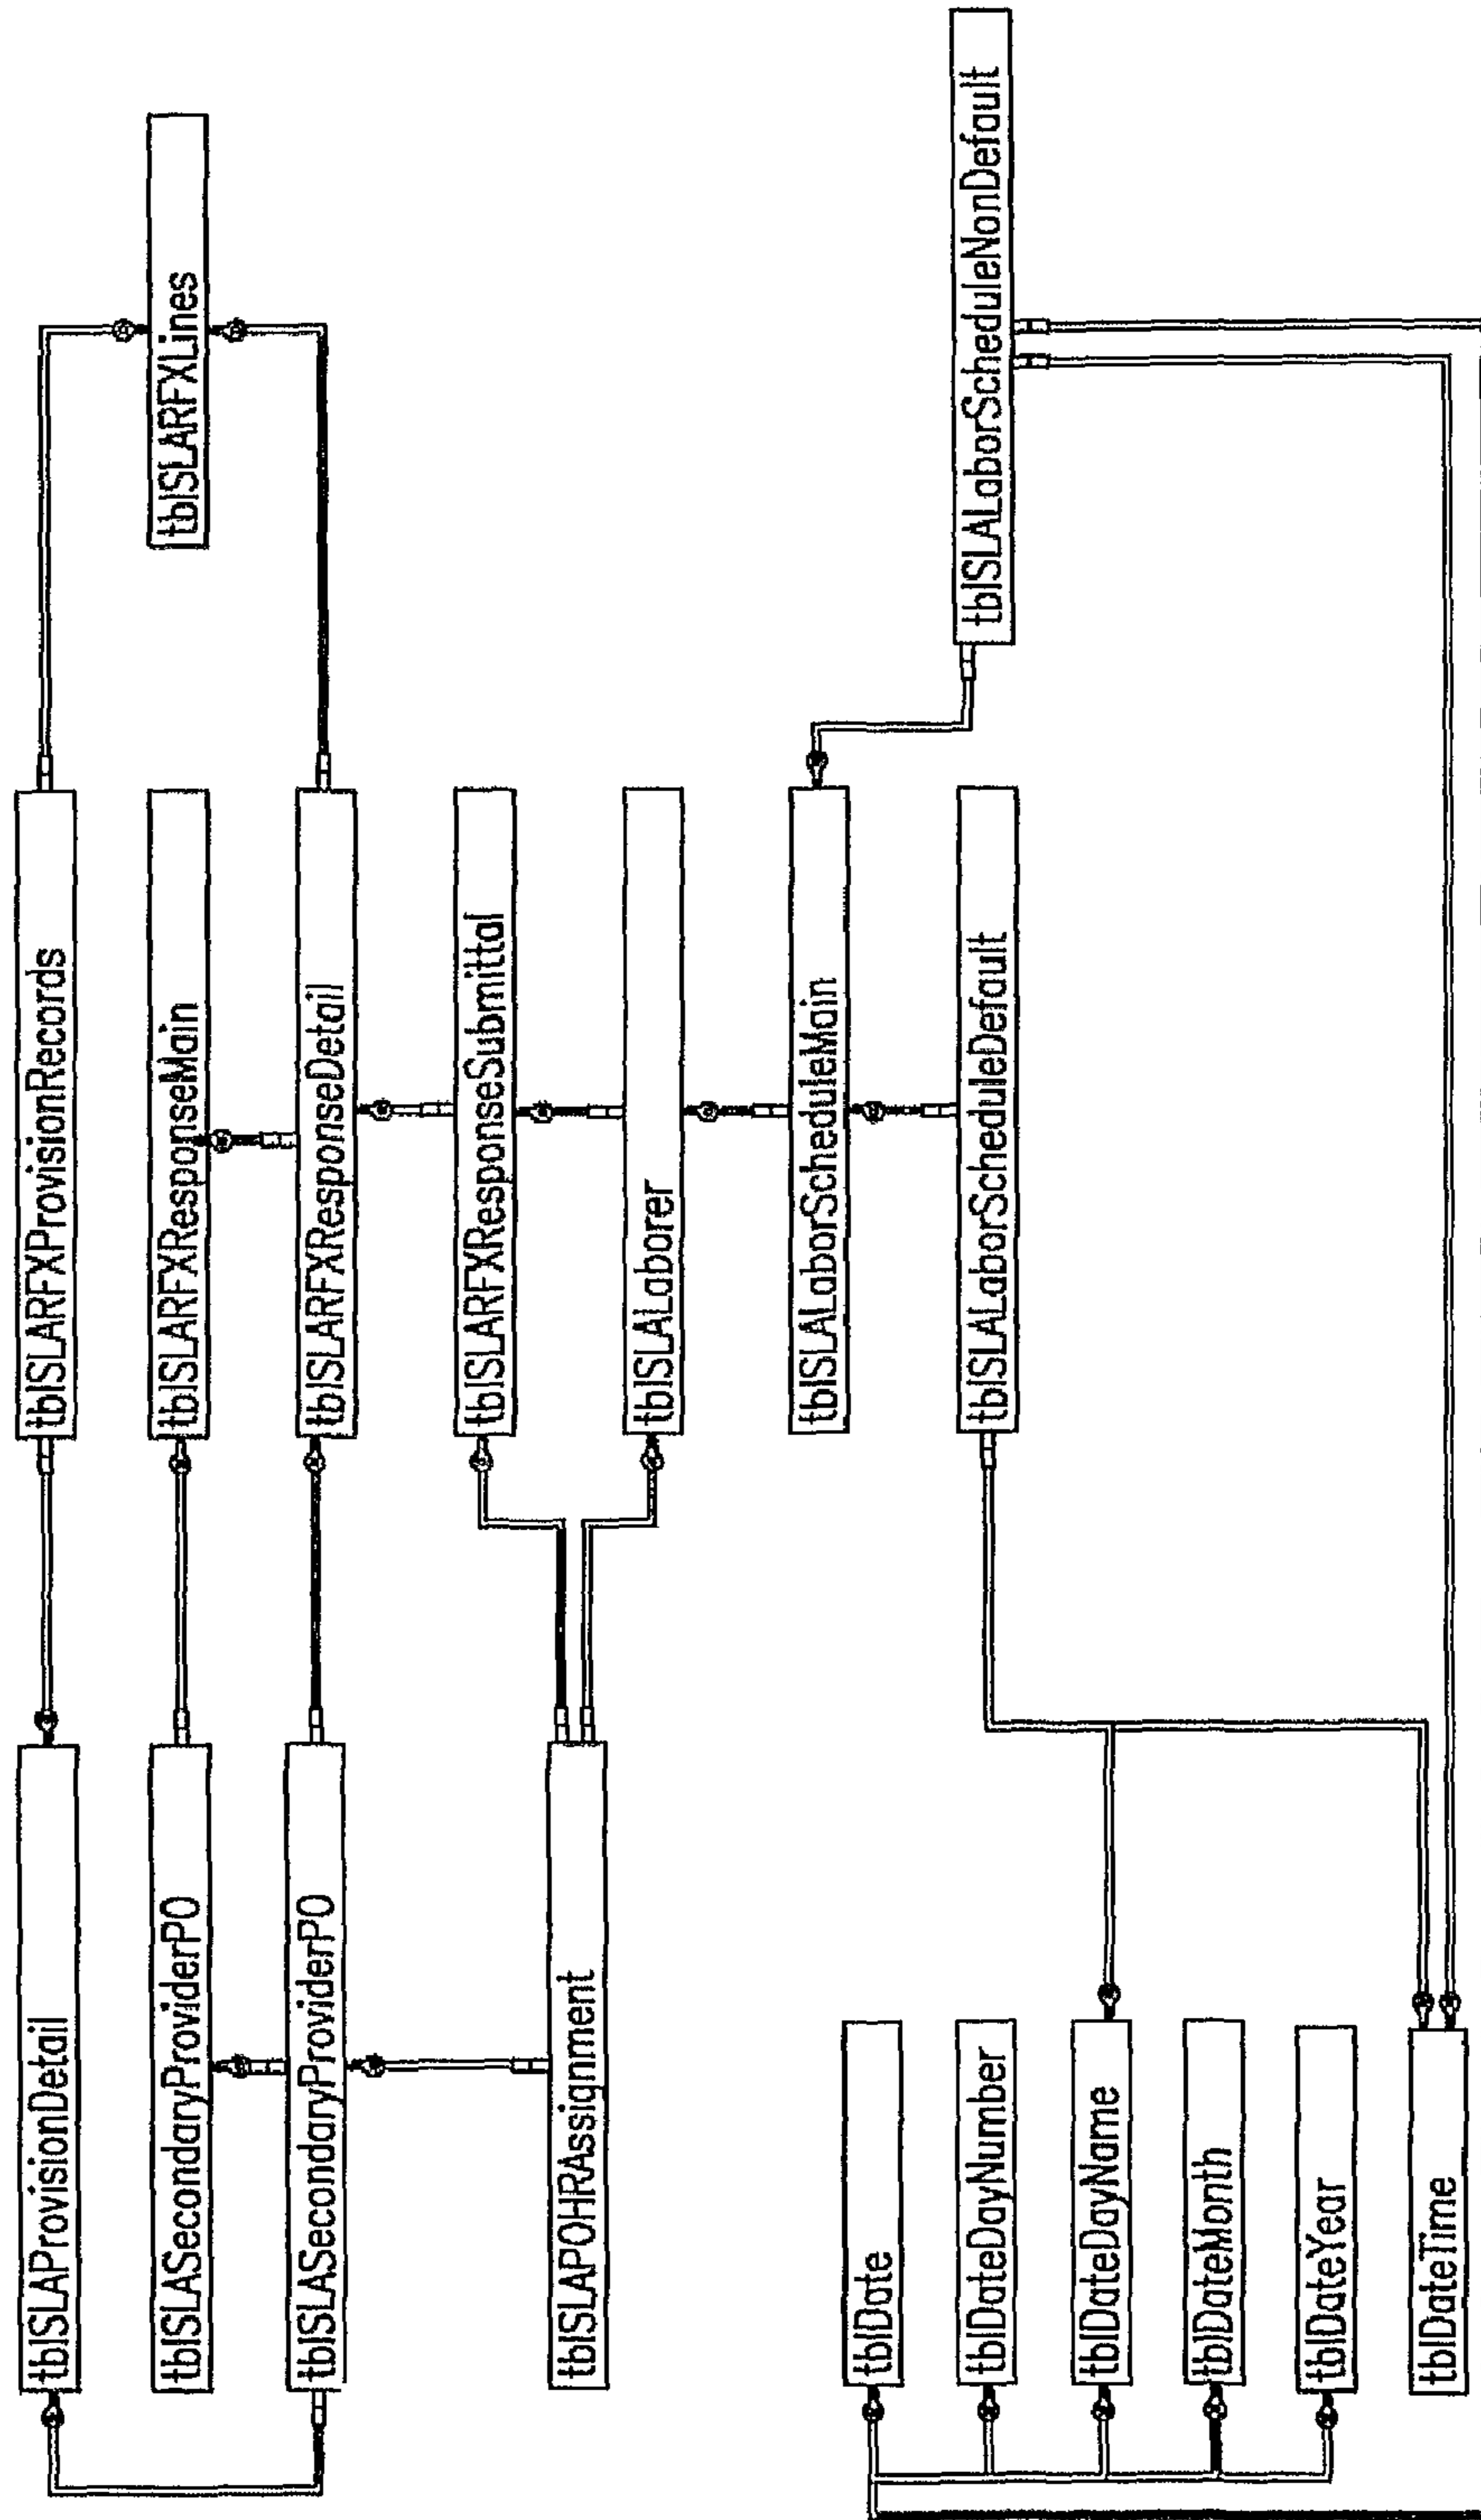 tblSLAProvisionDetail
tblSLASecondaryProviderPO
tblSLASecondaryProviderPO
tblSLAPOHRAssignment
tblDate
tblDateDayNumber
tblDateDayName
tblDateMonth
tblDateYear
tblDateTime
tblSLARFXProvisionRecords
tblSLARFXResponseMain
tblSLARFXResponseDetail
tblSLARFXResponseSubmittal
tblSLALaborer
tblSLALaborScheduleMain
tblSLALaborScheduleDefault
tblSLARFXLines
tblSLALaborScheduleNonDefault